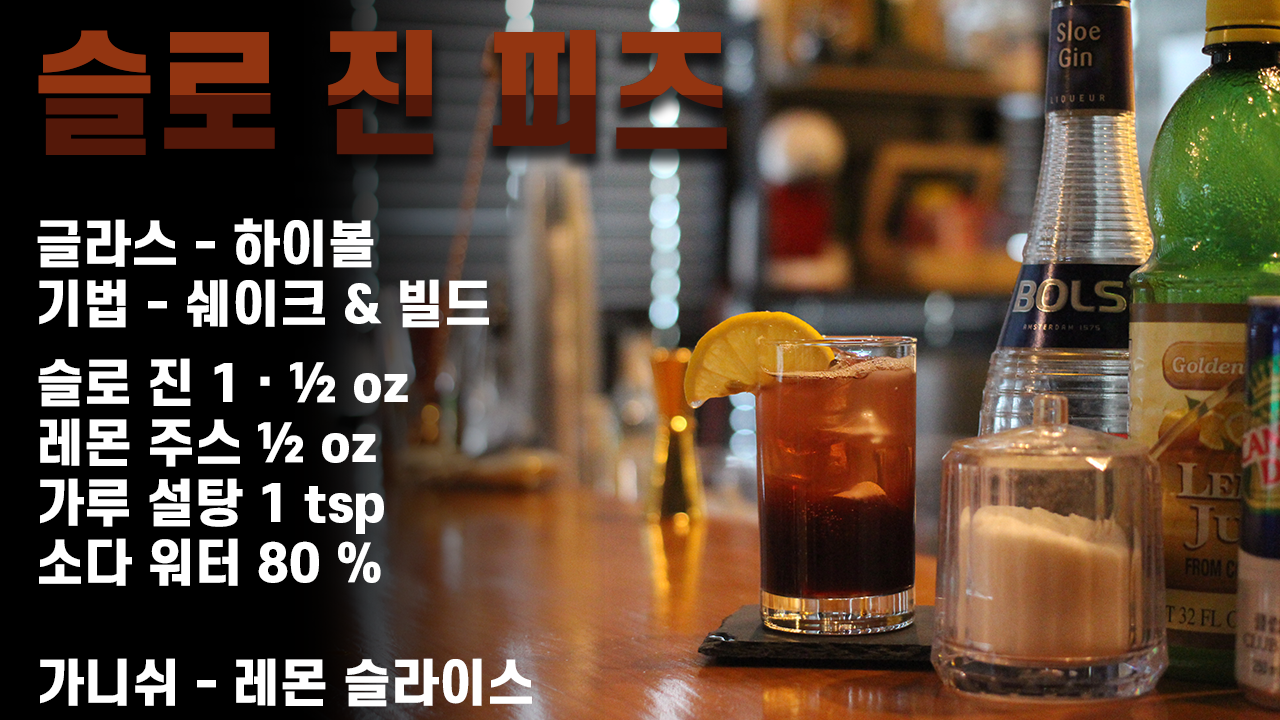 슬로 진 피즈
글라스 - 하이볼
기법 - 쉐이크 & 빌드
슬로 진 1 · ½ oz
레몬 주스 ½ oz
가루 설탕 1 tsp
소다 워터 80 %
가니쉬 - 레몬 슬라이스
Sloe
Gin
LIQUEUR
BOLS
AMSTERDAM 1575
Golden
FROM
32 FL